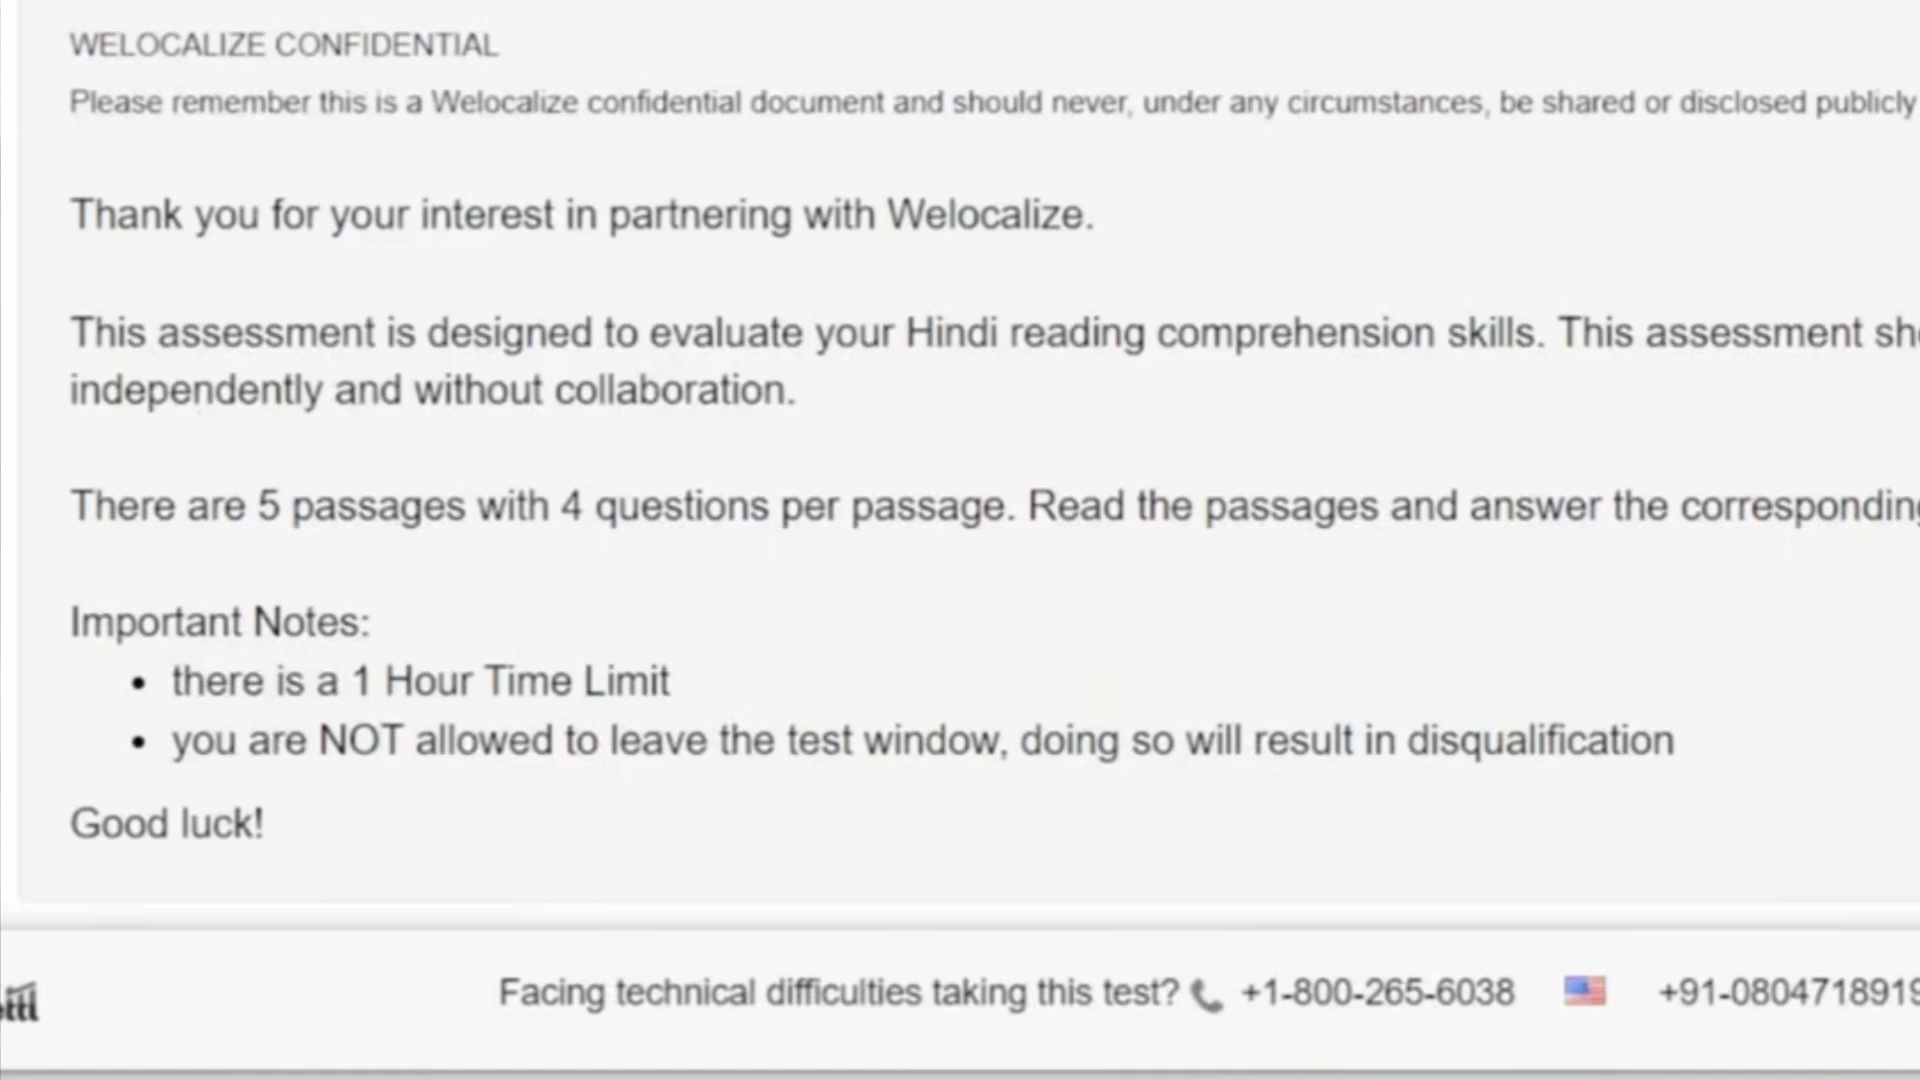 WELOCALIZE CONFIDENTIAL
Please remember this is a Welocalize confidential document and should never, under any circumstances, be shared or disclosed publicly
Thank you for your interest in partnering with Welocalize.
This assessment is designed to evaluate your Hindi reading comprehension skills. This assessment
independently and without collaboration.
There are 5 passages with 4 questions per passage. Read the passages and answer the corresponding
Important Notes:
• there is a 1 Hour Time Limit
• you are NOT allowed to leave the test window, doing so will result in disqualification
Good luck!
Facing technical difficulties taking this test? +1-800-265-6038 +91-0804718919